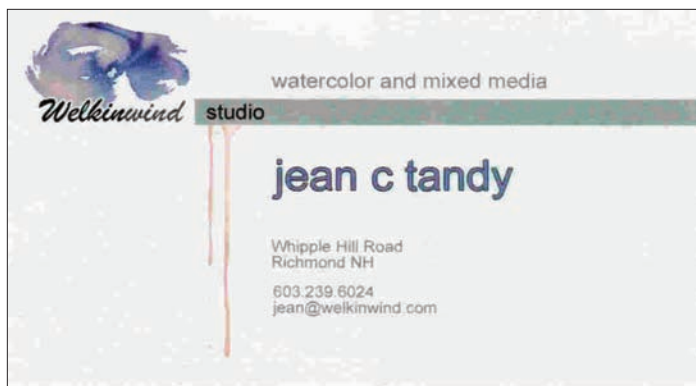 watercolor and mixed media
Welkinwind studio
jean c tandy
Whipple Hill Road
Richmond NH
603.239.6024
jean@welkinwind.com